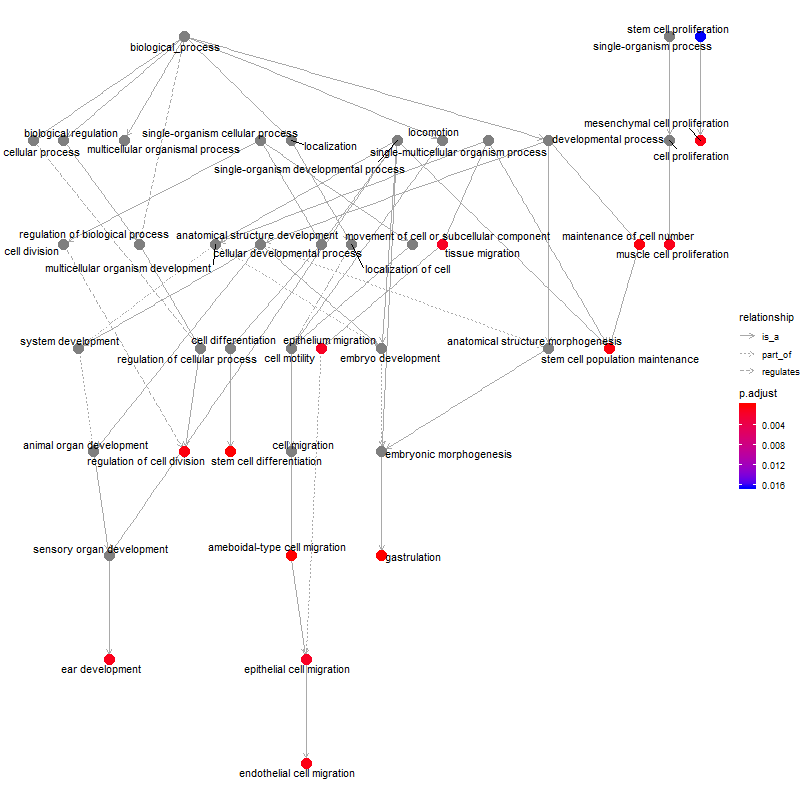 stem cell proliferation
biological_process
single-organism process
mesenchymal cell proliferation
biological regulation
single-organism cellular process
locomotion
developmental process
localization
cellular process
multicellular organismal process
single-multicellular organism process
cell proliferation
single-organism developmental process
regulation of biological process
anatomical structure development
movement of cell or subcellular component
maintenance of cell number
cell division
cellular developmental process
tissue migration
muscle cell proliferation
multicellular organism development
localization of cell
relationship
is_a
part_of
regulates
system development
cell differentiation
epithelium migration
anatomical structure morphogenesis
regulation of cellular process
cell motility
embryo development
stem cell population maintenance
p.adjust
0.004
0.008
0.012
0.016
animal organ development
cell migration
embryonic morphogenesis
regulation of cell division
stem cell differentiation
sensory organ development
ameboidal-type cell migration
gastrulation
ear development
epithelial cell migration
endothelial cell migration